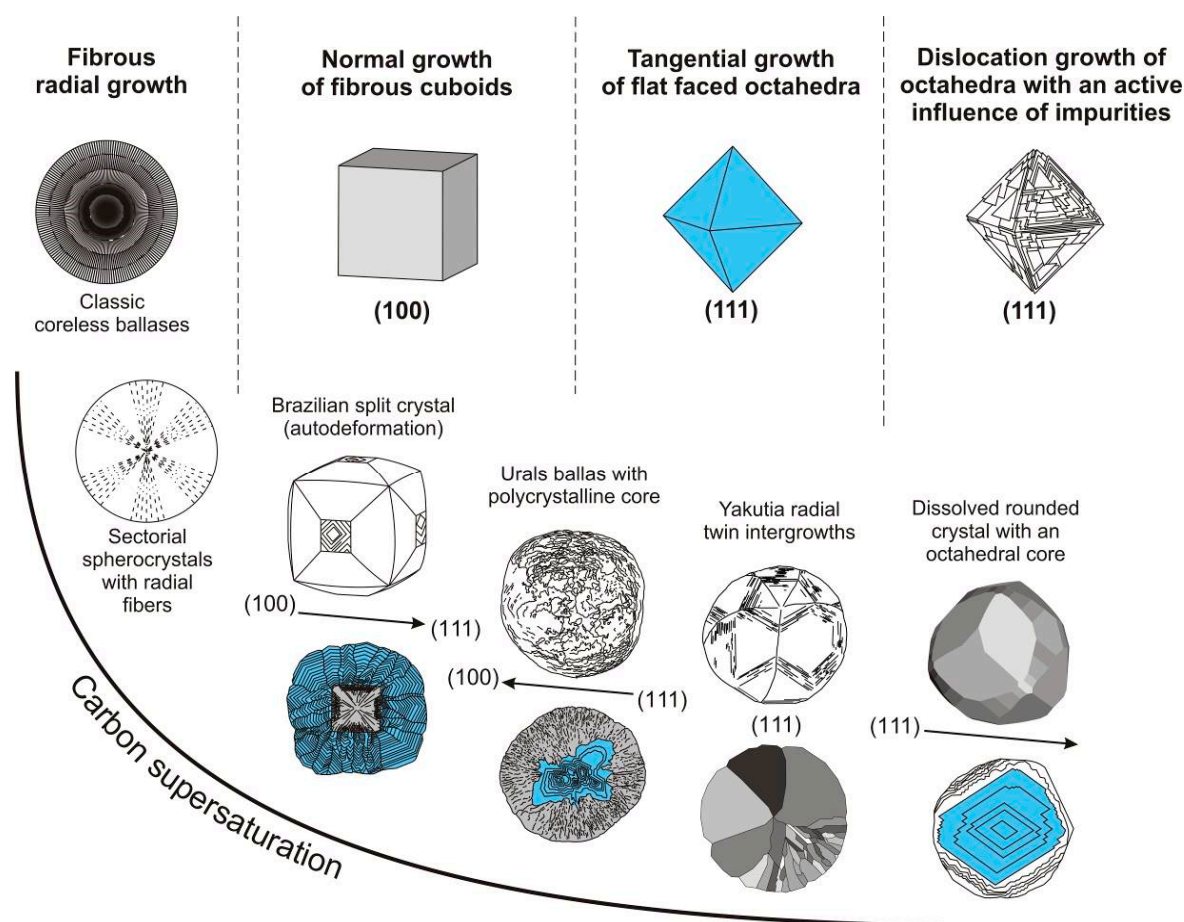 Fibrous
radial growth
Normal growth
of fibrous cuboids
Tangential growth
of flat faced octahedra
Dislocation growth of
octahedra with an active
influence of impurities
Classic
coreless ballases
(100)
(111)
(111)
Sectorial
spherocrystals
with radial
fibers
Brazilian split crystal
(autodeformation)
(100)
(111)
Urals ballas with
polycrystalline core
(100)
(111)
Yakutia radial
twin intergrowths
(111)
Dissolved rounded
crystal with an
octahedral core
(111)
Carbon supersaturation